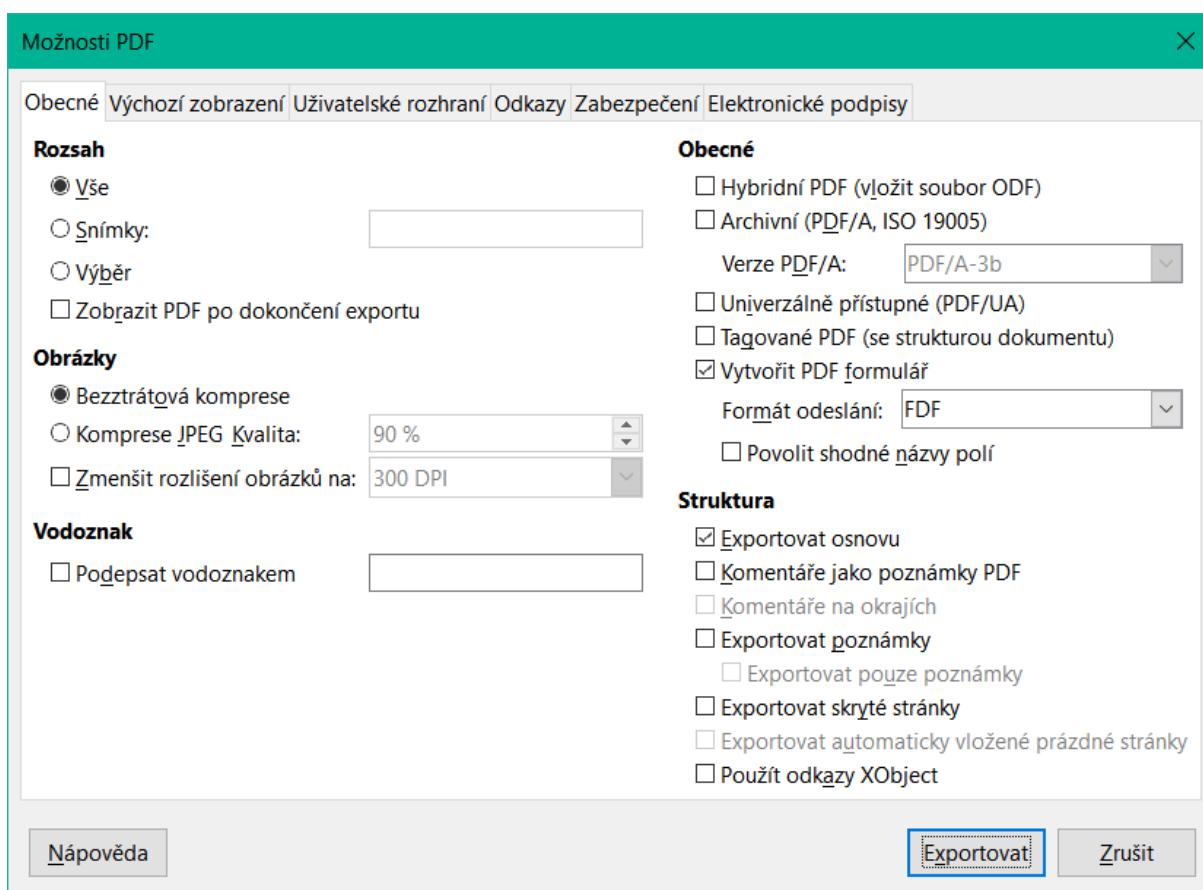 Možnosti PDF
Obecné Výchozí zobrazení Uživatelské rozhraní Odkazy Zabezpečení Elektronické podpisy
Rozsah
Vše
Snímky:
Výběr
Zobrazit PDF po dokončení exportu
Obrázky
Bezztrátová komprese
Komprese JPEG Kvalita: 90 %
Zmenšit rozlišení obrázků na: 300 DPI
Vodoznak
Podepsat vodoznakem
Obecné
Hybridní PDF (vložit soubor ODF)
Archivní (PDF/A, ISO 19005)
Verze PDF/A: PDF/A-3b
Univerzálně přístupné (PDF/UA)
Tagované PDF (se strukturou dokumentu)
Vytvořit PDF formulář
Formát odeslání: FDF
Povolit shodné názvy polí
Struktura
Exportovat osnovu
Komentáře jako poznámky PDF
Komentáře na okrajích
Exportovat poznámky
Exportovat pouze poznámky
Exportovat skryté stránky
Exportovat automaticky vložené prázdné stránky
Použít odkazy XObject
Nápověda Exportovat Zrušit